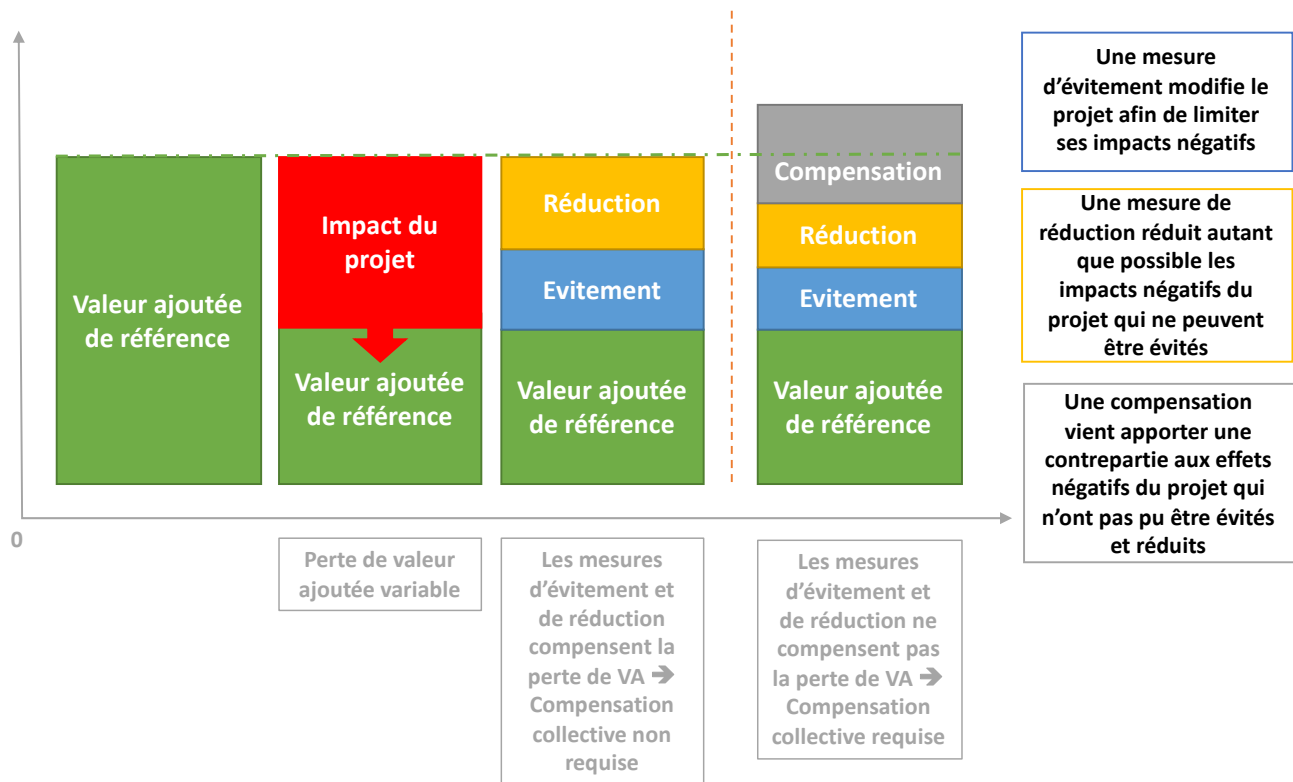 Valeur ajoutée
de référence
Impact du
projet
Valeur ajoutée
de référence
Réduction
Evitement
Valeur ajoutée
de référence
Compensation
Réduction
Evitement
Valeur ajoutée
de référence
0
Perte de valeur
ajoutée variable
Les mesures
d’évitement et
de réduction
compensent la
perte de VA ➔
Compensation
collective non
requise
Les mesures
d’évitement et
de réduction ne
compensent pas
la perte de VA ➔
Compensation
collective requise
Une mesure
d’évitement modifie le
projet afin de limiter
ses impacts négatifs
Une mesure de
réduction réduit autant
que possible les
impacts négatifs du
projet qui ne peuvent
être évités
Une compensation
vient apporter une
contrepartie aux effets
négatifs du projet qui
n’ont pas pu être évités
et réduits